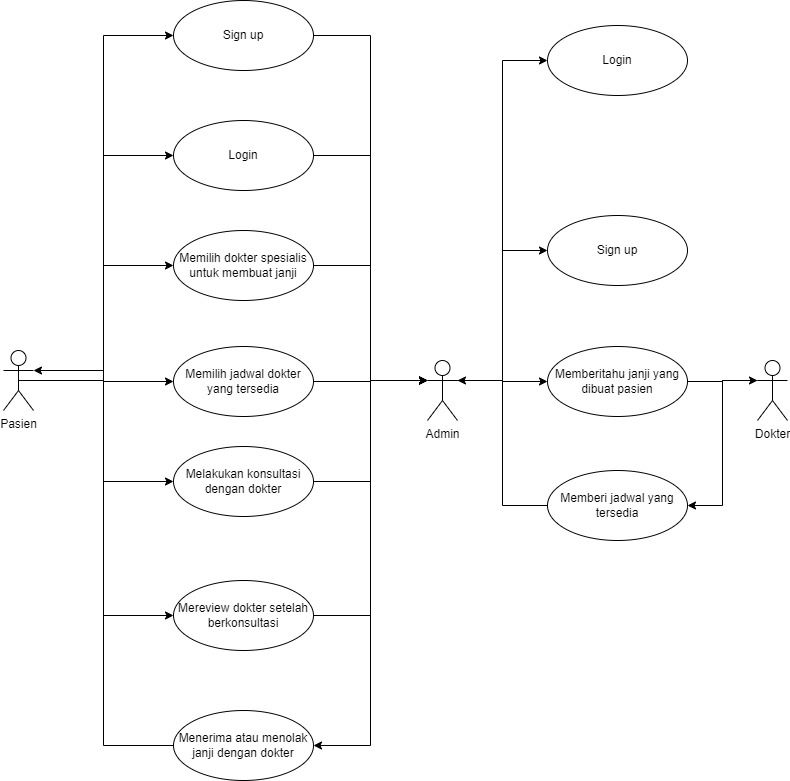 Sign up
Login
Memilih dokter spesialis
untuk membuat janji
Memilih jadwal dokter
yang tersedia
Melakukan konsultasi
dengan dokter
Mereview dokter setelah
berkonsultasi
Menerima atau menolak
janji dengan dokter
Pasien
Admin
Login
Sign up
Memberitahu janji yang
dibuat pasien
Memberi jadwal yang
tersedia
Dokter